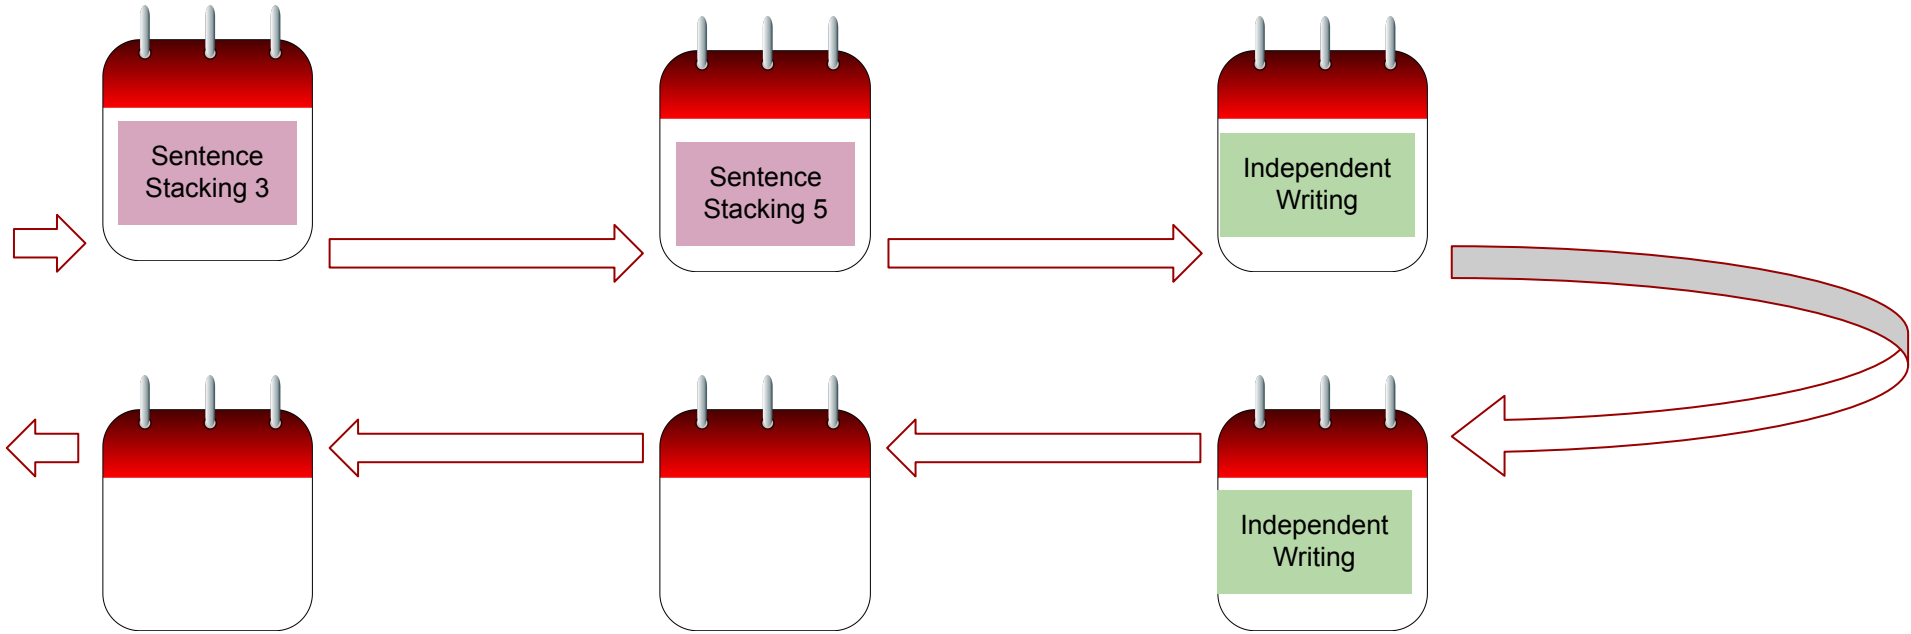 Sentence
Stacking 3
Sentence
Stacking 5
Independent
Writing
Independent
Writing